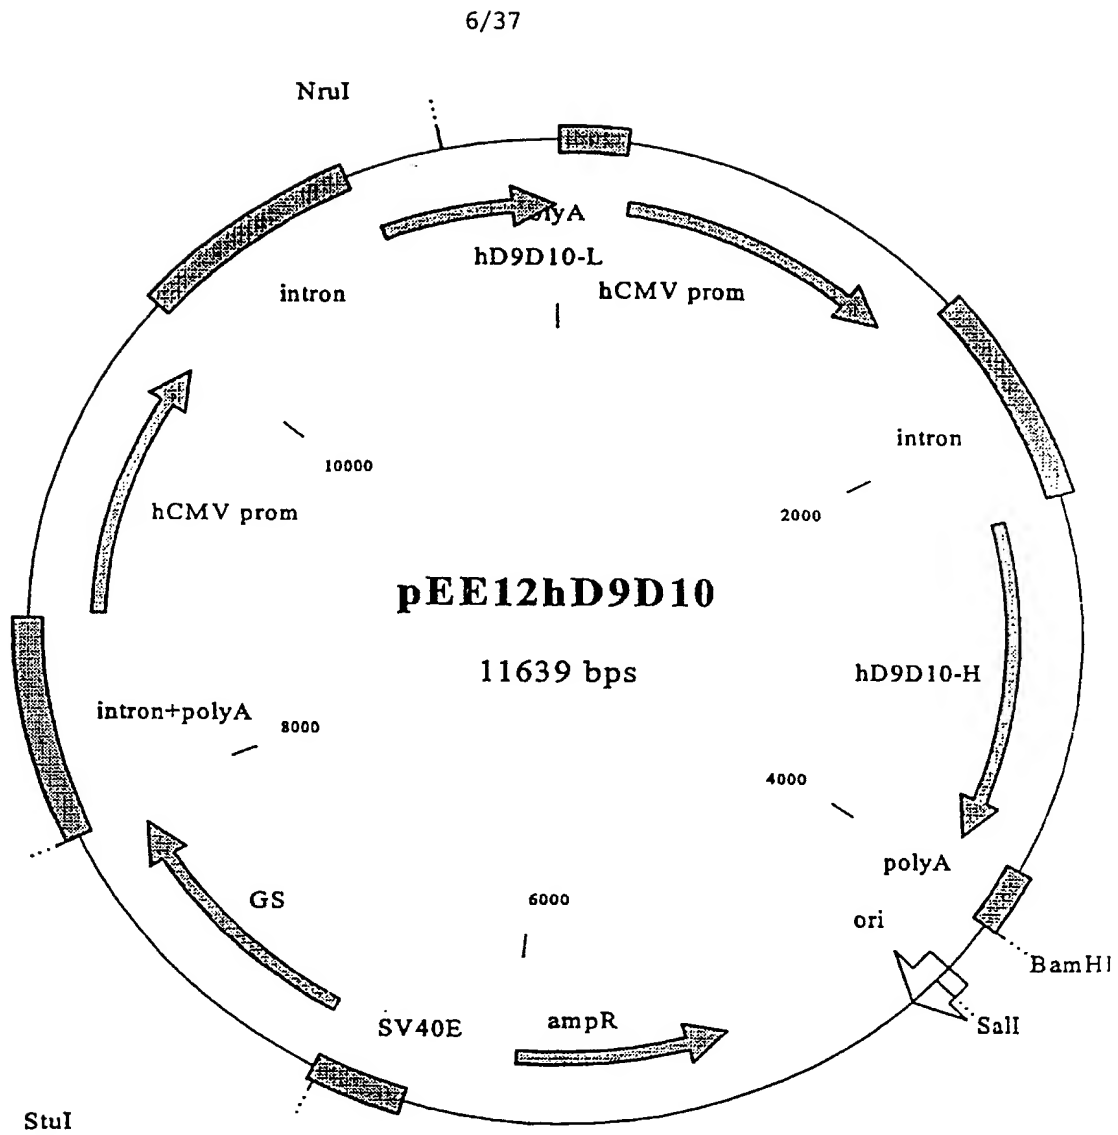 6/37
NruI
polyA
hD9D10-L
intron
hCMV prom
intron
10000
2000
hCMV prom
pEE12hD9D10
11639 bps
hD9D10-H
intron+polyA
8000
4000
polyA
GS
6000
ori
BamHI
SV40E
ampR
SalI
StuI